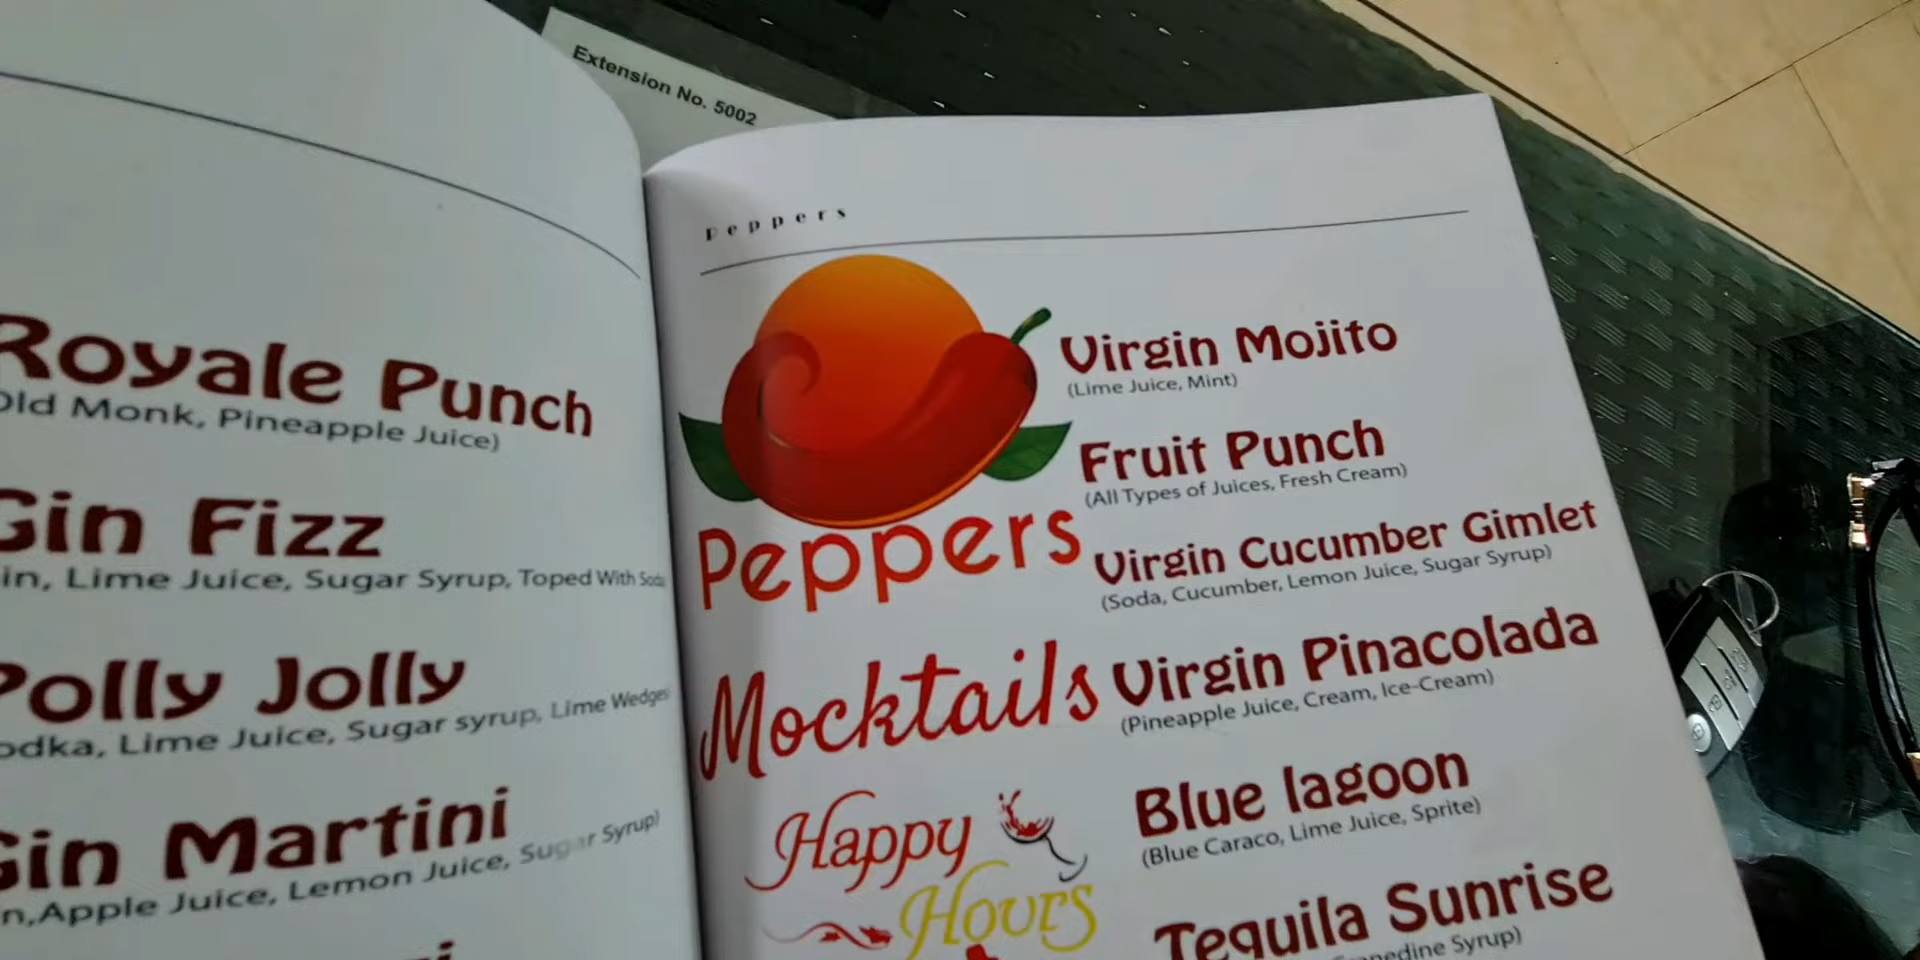 Extension No. 5002
Royale Punch
Old Monk, Pineapple Juice)
Gin Fizz
in, Lime Juice, Sugar Syrup, Toped With Soda
Polly Jolly
odka, Lime Juice, Sugar syrup, Lime Wedges
Gin Martini
n,Apple Juice, Lemon Juice, Sugar Syrup)
Peppers
Peppers
Mocktails
Happy
Hours
Virgin Mojito
(Lime Juice, Mint)
Fruit Punch
(All Types of Juices, Fresh Cream)
Virgin Cucumber Gimlet
(Soda, Cucumber, Lemon Juice, Sugar Syrup)
Virgin Pinacolada
(Pineapple Juice, Cream, Ice-Cream)
Blue lagoon
(Blue Caraco, Lime Juice, Sprite)
Tequila Sunrise
Syrup)